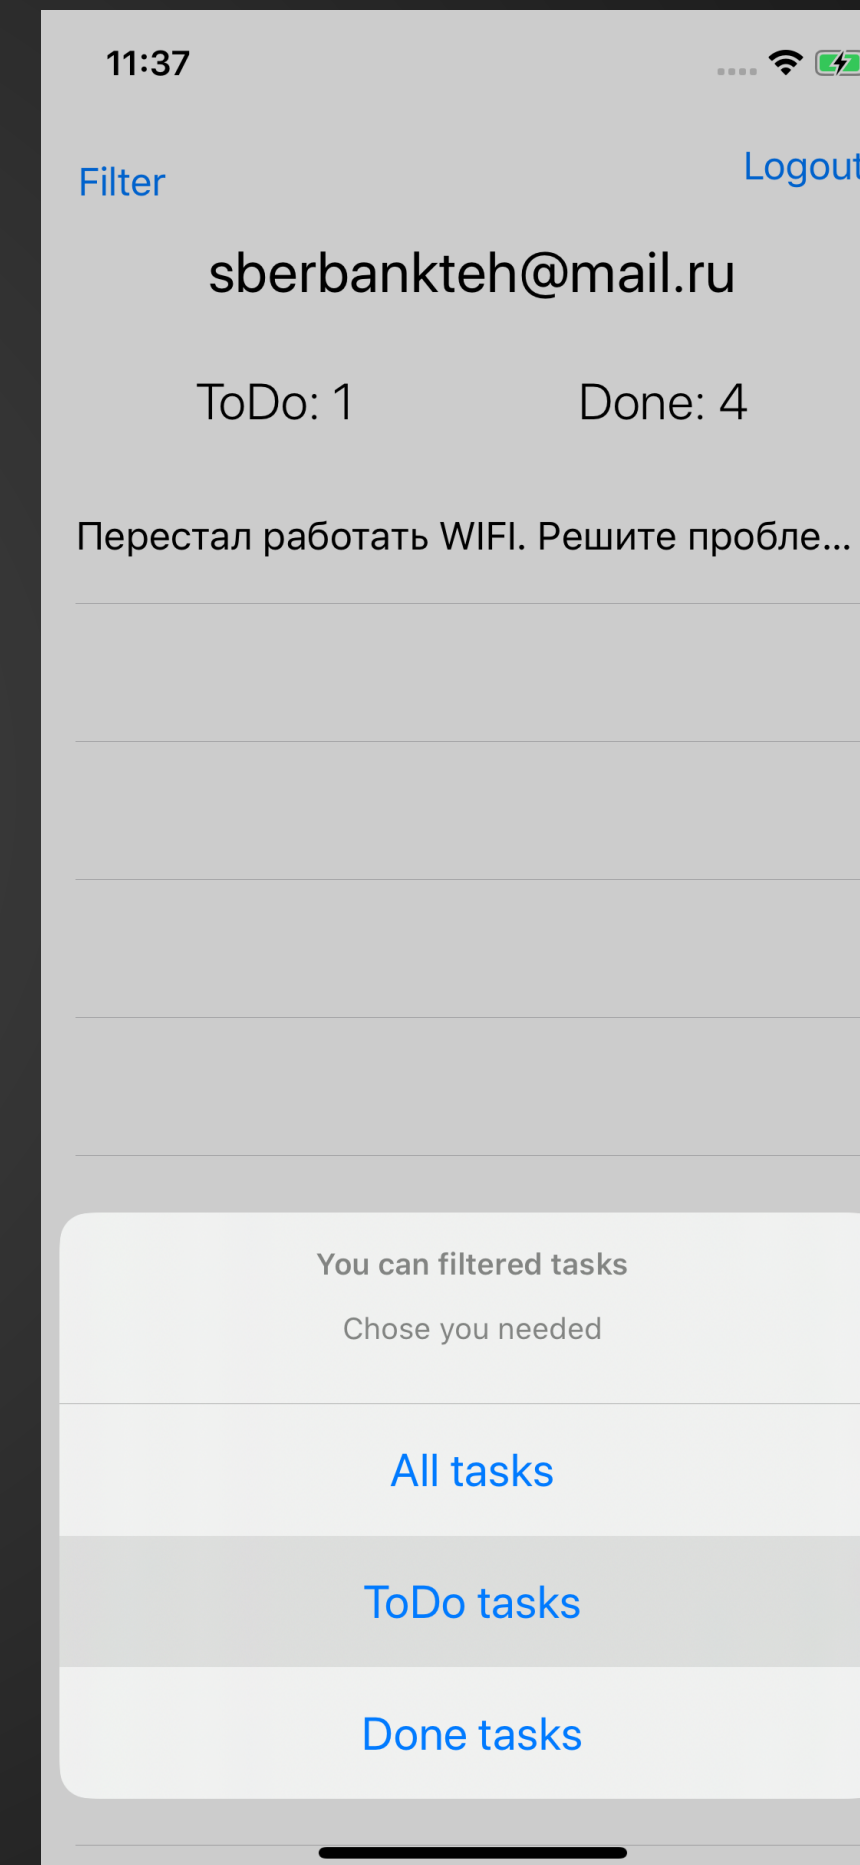 11:37
Filter
Logout
sberbankteh@mail.ru
ToDo: 1
Done: 4
Перестал работать WIFI. Решите пробле...
You can filtered tasks
Chose you needed
All tasks
ToDo tasks
Done tasks